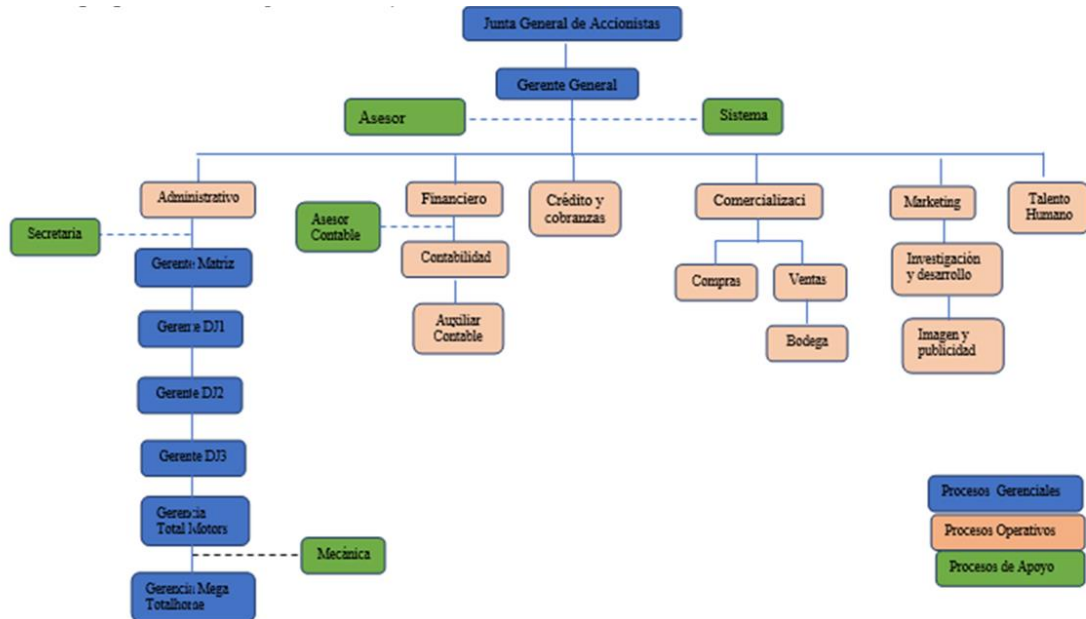 Junta General de Accionistas
Gerente General
Asesor
Sistema
Administrativo
Financiero
Crédito y
cobranzas
Comercializaci
Marketing
Talento
Humano
Secretaria
Asesor
Contable
Gerente Matriz
Contabilidad
Compras
Ventas
Investigación
y desarrollo
Gerente DJ1
Auxiliar
Contable
Bodega
Imagen y
publicidad
Gerente DJ2
Gerente DJ3
Gerencia
Total Motors
Mecánica
Gerencia Mega
Totalhome
Procesos Gerenciales
Procesos Operativos
Procesos de Apoyo